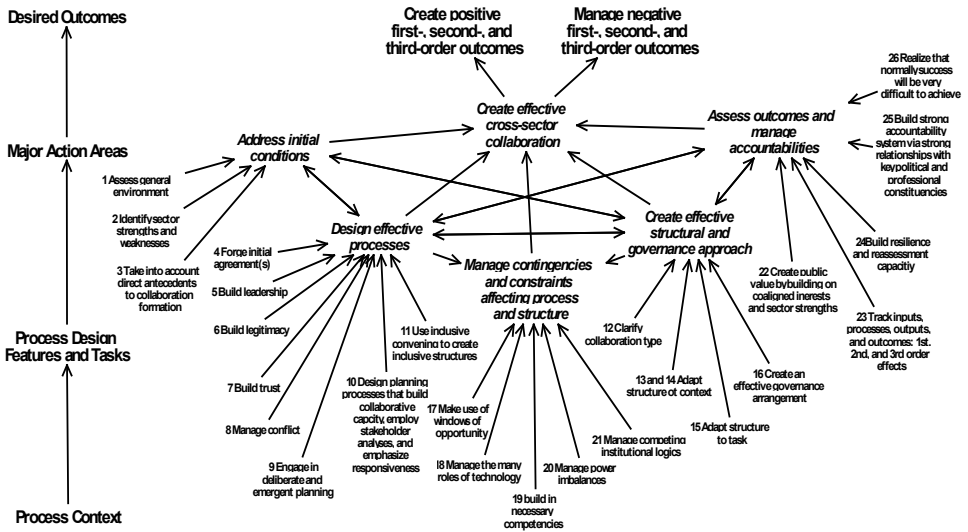 Desired Outcomes
Create positive
first-, second-, and
third-order outcomes
Manage negative
first-, second-, and
third-order outcomes
26 Realize that
normallysuccess
will be very
difficult to achieve
Create effective
cross-sector
collaboration
Assess outcomes and
manage
accountabilities
25 Build strong
accountability
system via strong
relationships with
keypolitical and
professional
constituencies
Major Action Areas
Address initial
conditions
1 Assess general
environment
2 Identify sector
strengths and
weaknesses
3 Take into account
direct antecedents
to collaboration
formation
Design effective
processes
Create effective
structural and
governance approach
Manage contingencies
and constraints
affecting process
and structure
4 Forge initial
agreement(s)
5 Build leadership
6 Build legitimacy
7 Build trust
8 Manage conflict
9 Engage in
deliberate and
emergent planning
10 Design planning
processes that build
collaborative
capcity, employ
stakeholder
analyses, and
emphasize
responsiveness
11 Use inclusive
convening to create
inclusive structures
12 Clarify
collaboration type
13 and 14 Adapt
structure ot context
15 Adapt structure
to task
16 Create an
effective governance
arrangement
17 Make use of
windows of
opportunity
18 Manage the many
roles of technology
19 build in
necessary
competencies
20 Manage power
imbalances
21 Manage competing
institutional logics
22 Create public
value by building on
coaligned inerests
and sector strengths
23 Track inputs,
processes, outputs,
and outcomes: 1st.
2nd, and 3rd order
effects
24Build resilience
and reassessment
capacitiy
Process Design
Features and Tasks
Process Context